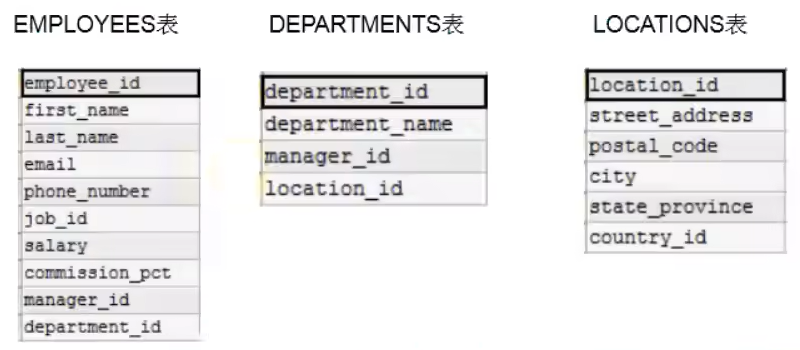 EMPLOYEES表
employee_id
first_name
last_name
email
phone_number
job_id
salary
commission_pct
manager_id
department_id
DEPARTMENTS表
department_id
department_name
manager_id
location_id
LOCATIONS表
location_id
street_address
postal_code
city
state_province
country_id